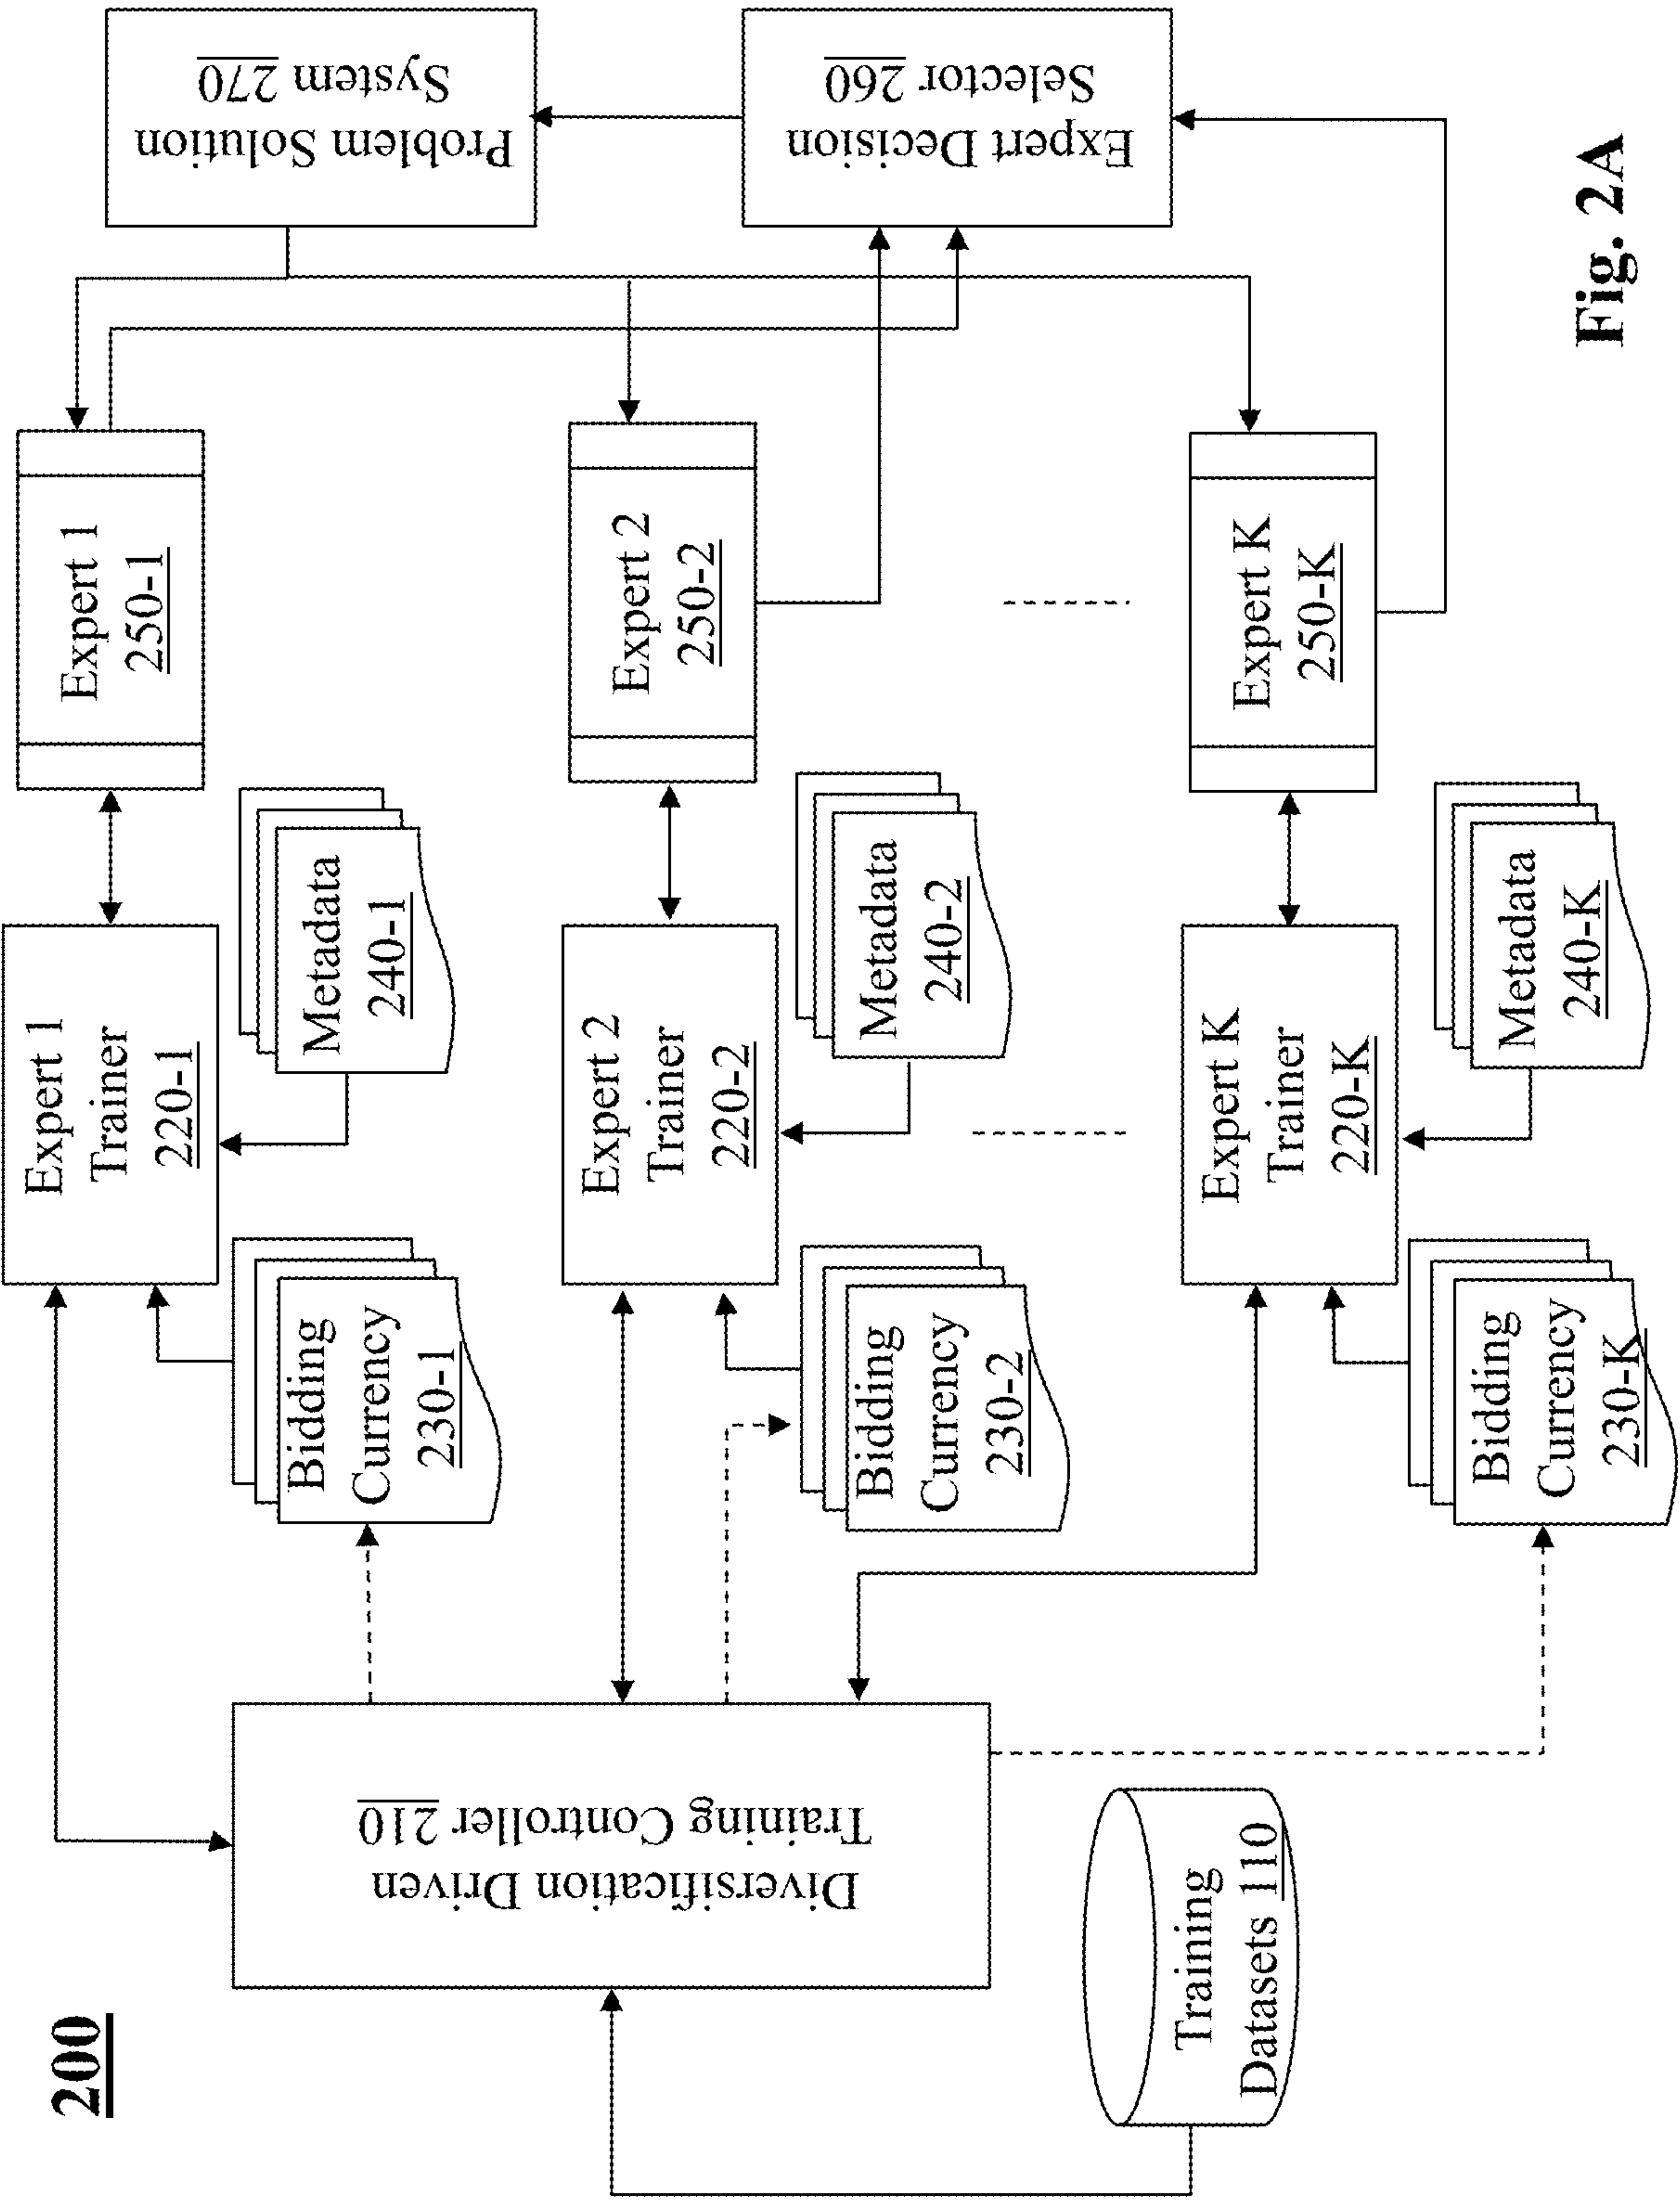 200
Training
Datasets 110
Diversification Driven
Training Controller 210
Bidding
Currency
230-1
Expert 1
Trainer
220-1
Metadata
240-1
Expert 1
250-1
Bidding
Currency
230-2
Expert 2
Trainer
220-2
Metadata
240-2
Expert 2
250-2
Bidding
Currency
230-K
Expert K
Trainer
220-K
Metadata
240-K
Expert K
250-K
Problem Solution
System 270
Expert Decision
Selector 260
Fig. 2A